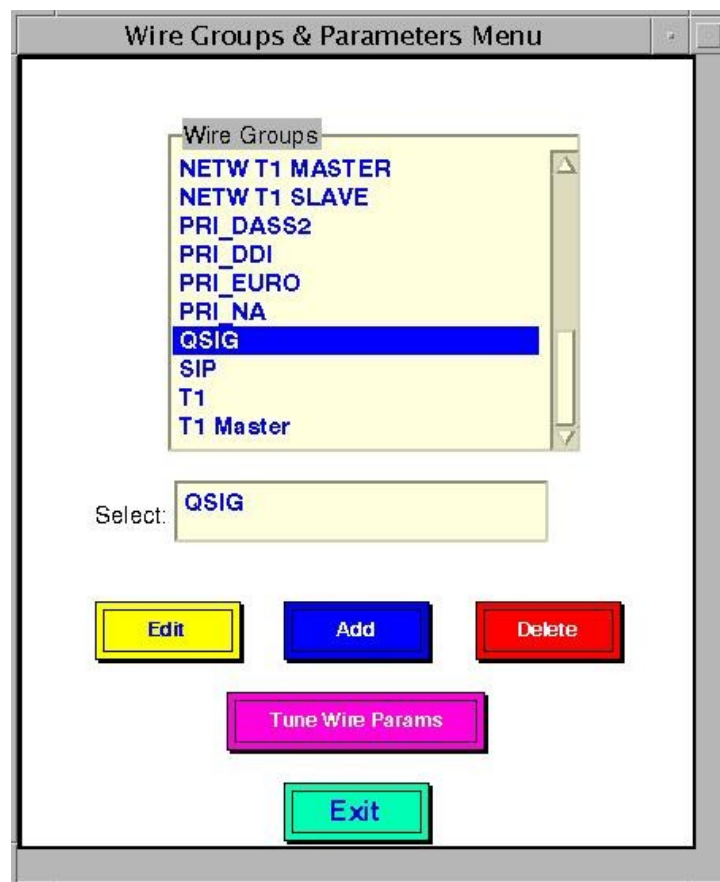 Wire Groups & Parameters Menu
Wire Groups
NETW T1 MASTER
NETW T1 SLAVE
PRI_DASS2
PRI_DDI
PRI_EURO
PRI_NA
QSIG
SIP
T1
T1 Master
Select: QSIG
Edit
Add
Delete
Tune Wire Params
Exit